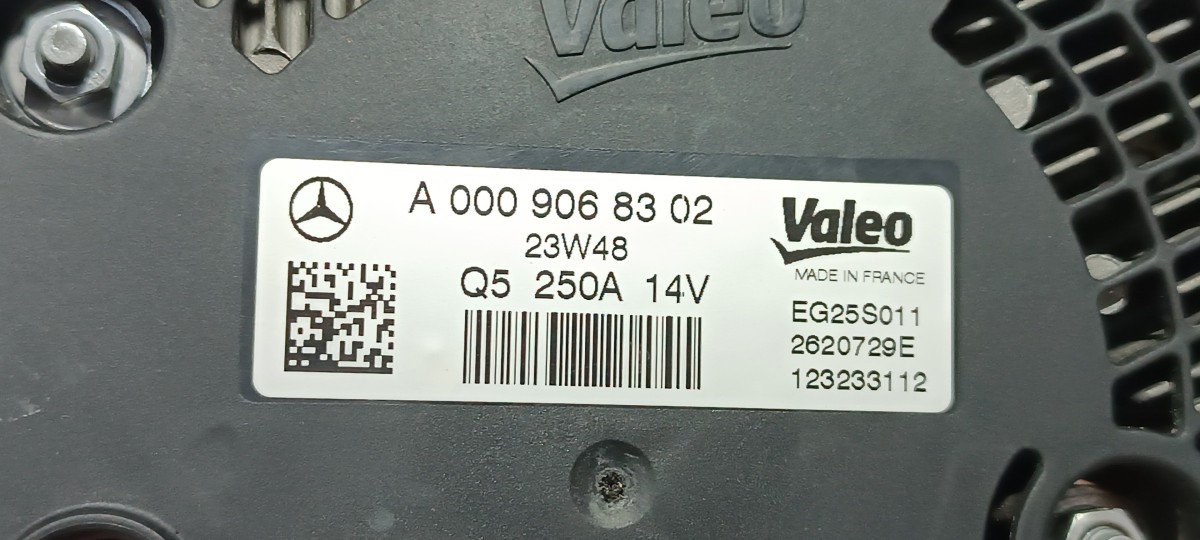 Valeo
A 000 906 83 02
23W48
Q5 250A 14V
Valeo
MADE IN FRANCE
EG25S011
2620729E
123233112